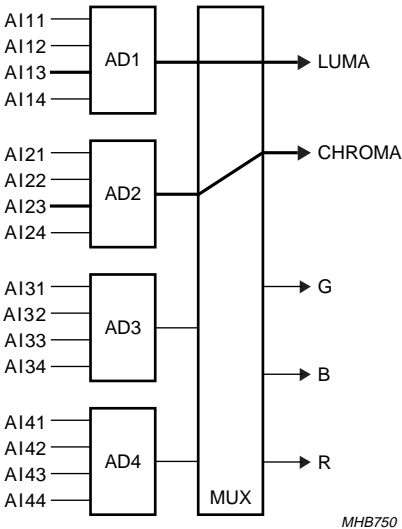 AI11
AI12
AI13
AI14
AD1
LUMA
AI21
AI22
AI23
AI24
AD2
CHROMA
AI31
AI32
AI33
AI34
AD3
G
B
AI41
AI42
AI43
AI44
AD4
R
MUX
MHB750